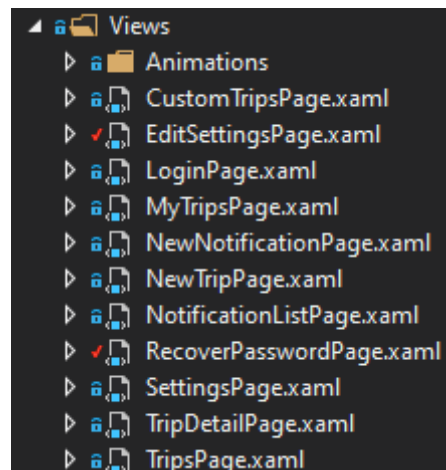 Views
Animations
CustomTripsPage.xaml
EditSettingsPage.xaml
LoginPage.xaml
MyTripsPage.xaml
NewNotificationPage.xaml
NewTripPage.xaml
NotificationListPage.xaml
RecoverPasswordPage.xaml
SettingsPage.xaml
TripDetailPage.xaml
TripsPage.xaml